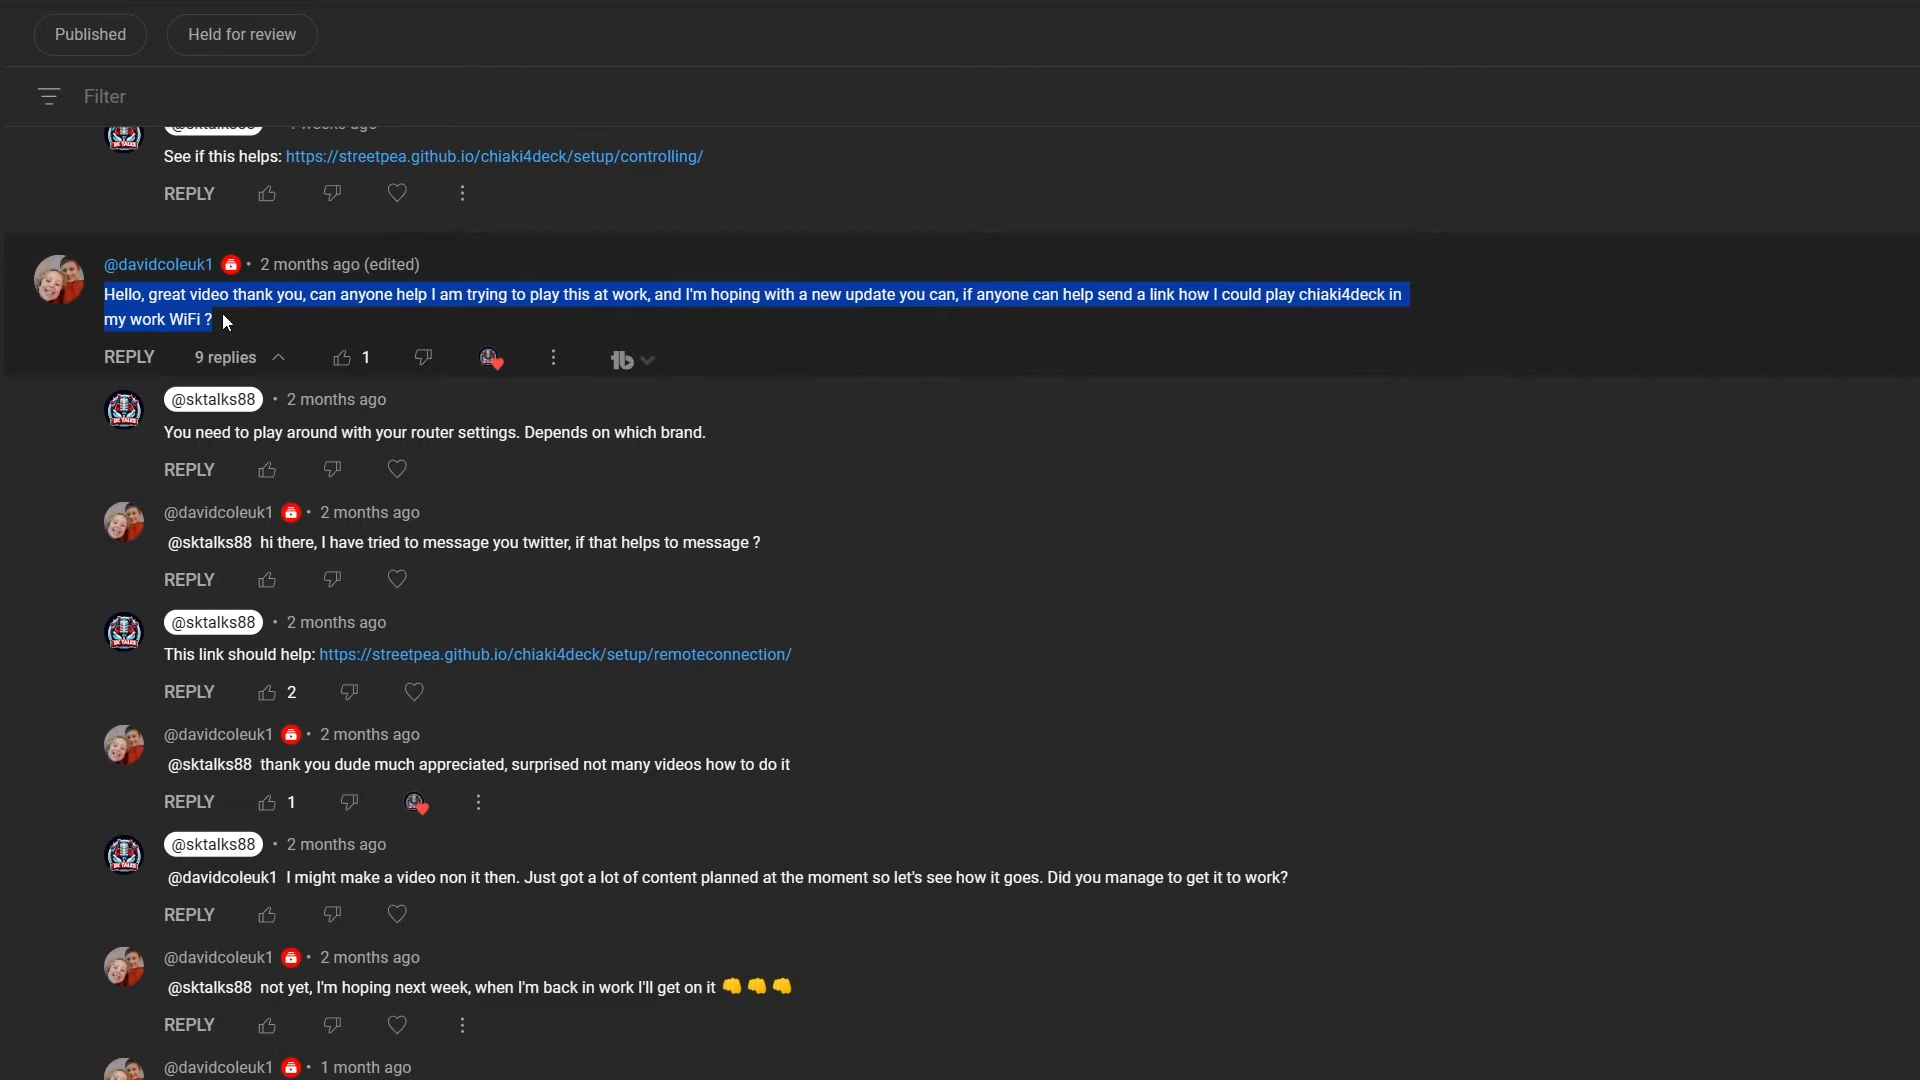 Published
Held for review
Filter
See if this helps: https://streetpea.github.io/chiaki4deck/setup/controlling/
REPLY
@davidcoleuk1 • 2 months ago (edited)
Hello, great video thank you, can anyone help I am trying to play this at work, and I'm hoping with a new update you can, if anyone can help send a link how I could play chiaki4deck in
my work WiFi ?
REPLY 9 replies 1
@sktalks88 • 2 months ago
You need to play around with your router settings. Depends on which brand.
REPLY
@davidcoleuk1 • 2 months ago
@sktalks88 hi there, I have tried to message you twitter, if that helps to message ?
REPLY
@sktalks88 • 2 months ago
This link should help: https://streetpea.github.io/chiaki4deck/setup/remoteconnection/
REPLY 2
@davidcoleuk1 • 2 months ago
@sktalks88 thank you dude much appreciated, surprised not many videos how to do it
REPLY 1
@sktalks88 • 2 months ago
@davidcoleuk1 I might make a video non it then. Just got a lot of content planned at the moment so let's see how it goes. Did you manage to get it to work?
REPLY
@davidcoleuk1 • 2 months ago
@sktalks88 not yet, I'm hoping next week, when I'm back in work I'll get on it 👊 👊 👊
REPLY
@davidcoleuk1 • 1 month ago